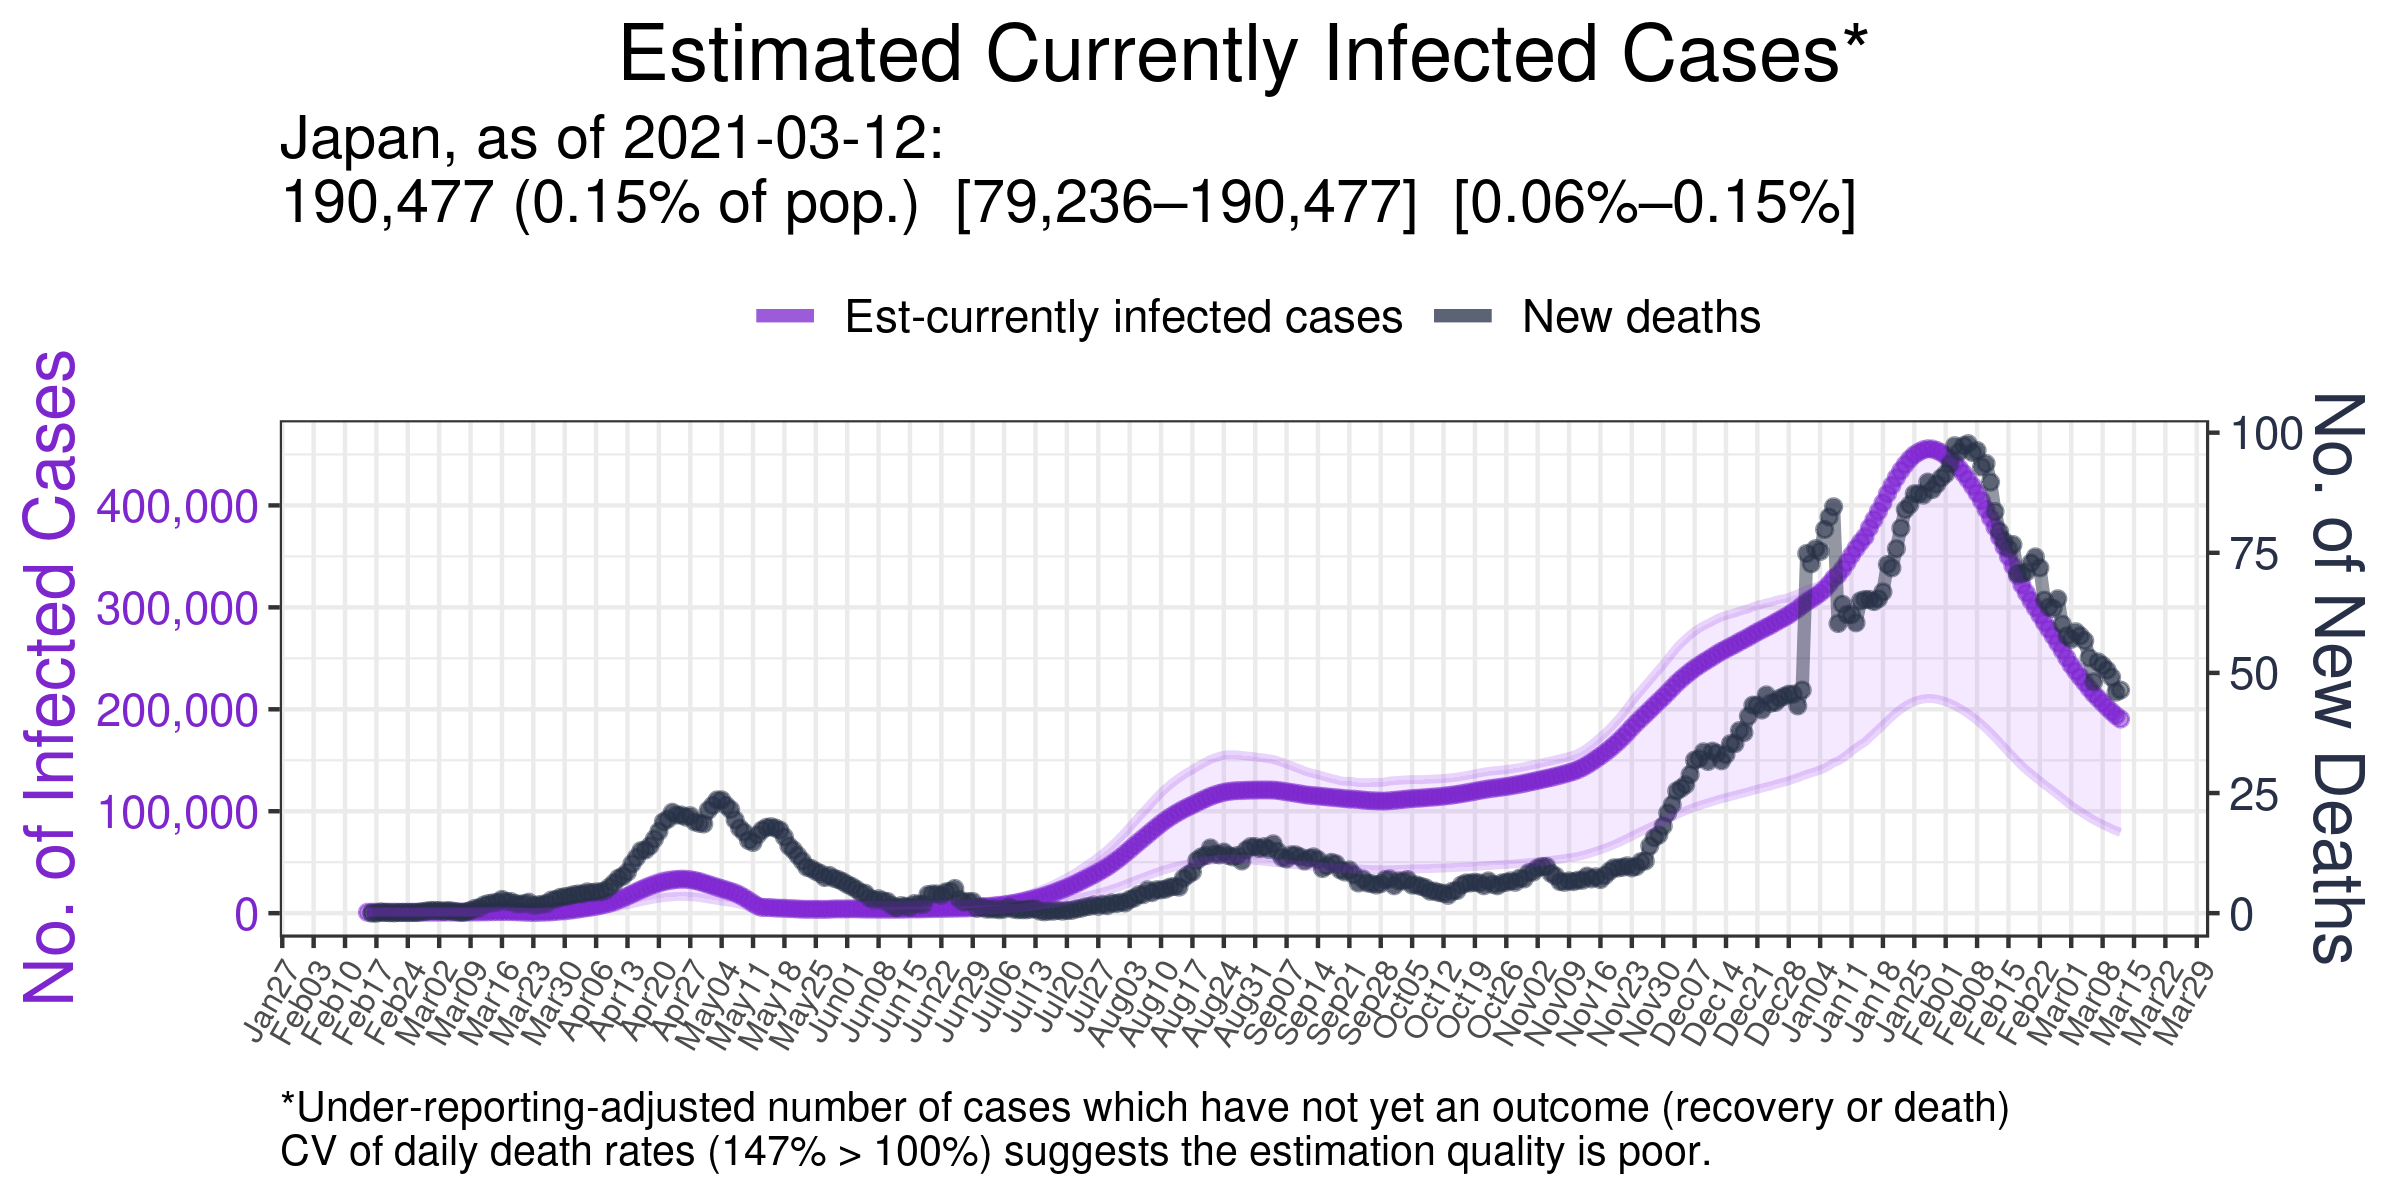 Estimated Currently Infected Cases*
Japan, as of 2021-03-12:
190,477 (0.15% of pop.) [79,236–190,477] [0.06%–0.15%]
Est-currently infected cases
New deaths
No. of Infected Cases
400,000
300,000
200,000
100,000
0
100
75
50
25
0
No. of New Deaths
Jan27
Feb03
Feb10
Feb17
Feb24
Mar02
Mar09
Mar16
Mar23
Mar30
Apr06
Apr13
Apr20
Apr27
May04
May11
May18
May25
Jun01
Jun08
Jun15
Jun22
Jun29
Jul06
Jul13
Jul20
Jul27
Aug03
Aug10
Aug17
Aug24
Aug31
Sep07
Sep14
Sep21
Sep28
Oct05
Oct12
Oct19
Oct26
Nov02
Nov09
Nov16
Nov23
Nov30
Dec07
Dec14
Dec21
Dec28
Jan04
Jan11
Jan18
Jan25
Feb01
Feb08
Feb15
Feb22
Mar01
Mar08
Mar15
Mar22
Mar29
*Under-reporting-adjusted number of cases which have not yet an outcome (recovery or death)
CV of daily death rates (147% > 100%) suggests the estimation quality is poor.